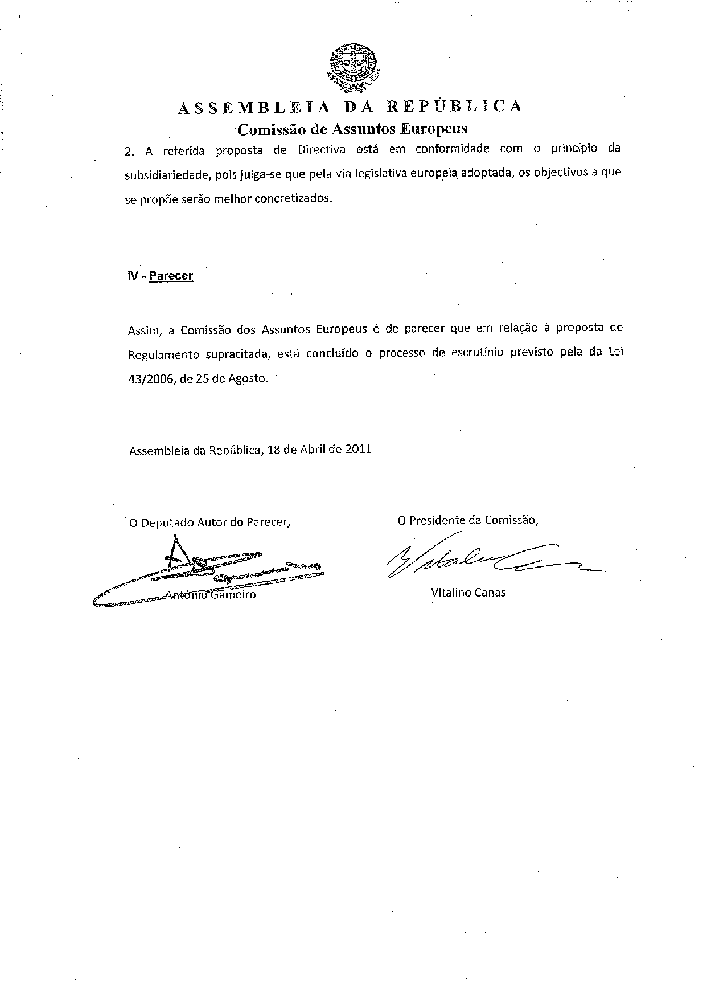 ASSEMBLEIA DA REPÚBLICA
Comissão de Assuntos Europeus
2. A referida proposta de Directiva está em conformidade com o princípio da
subsidiariedade, pois julga-se que pela via legislativa europeia adoptada, os objectivos a que
se propõe serão melhor concretizados.
IV - Parecer
Assim, a Comissão dos Assuntos Europeus é de parecer que em relação à proposta de
Regulamento supracitada, está concluído o processo de escrutínio previsto pela da Lei
43/2006, de 25 de Agosto.
Assembleia da República, 18 de Abril de 2011
O Deputado Autor do Parecer,
O Presidente da Comissão,
António Gameiro
Vitalino Canas